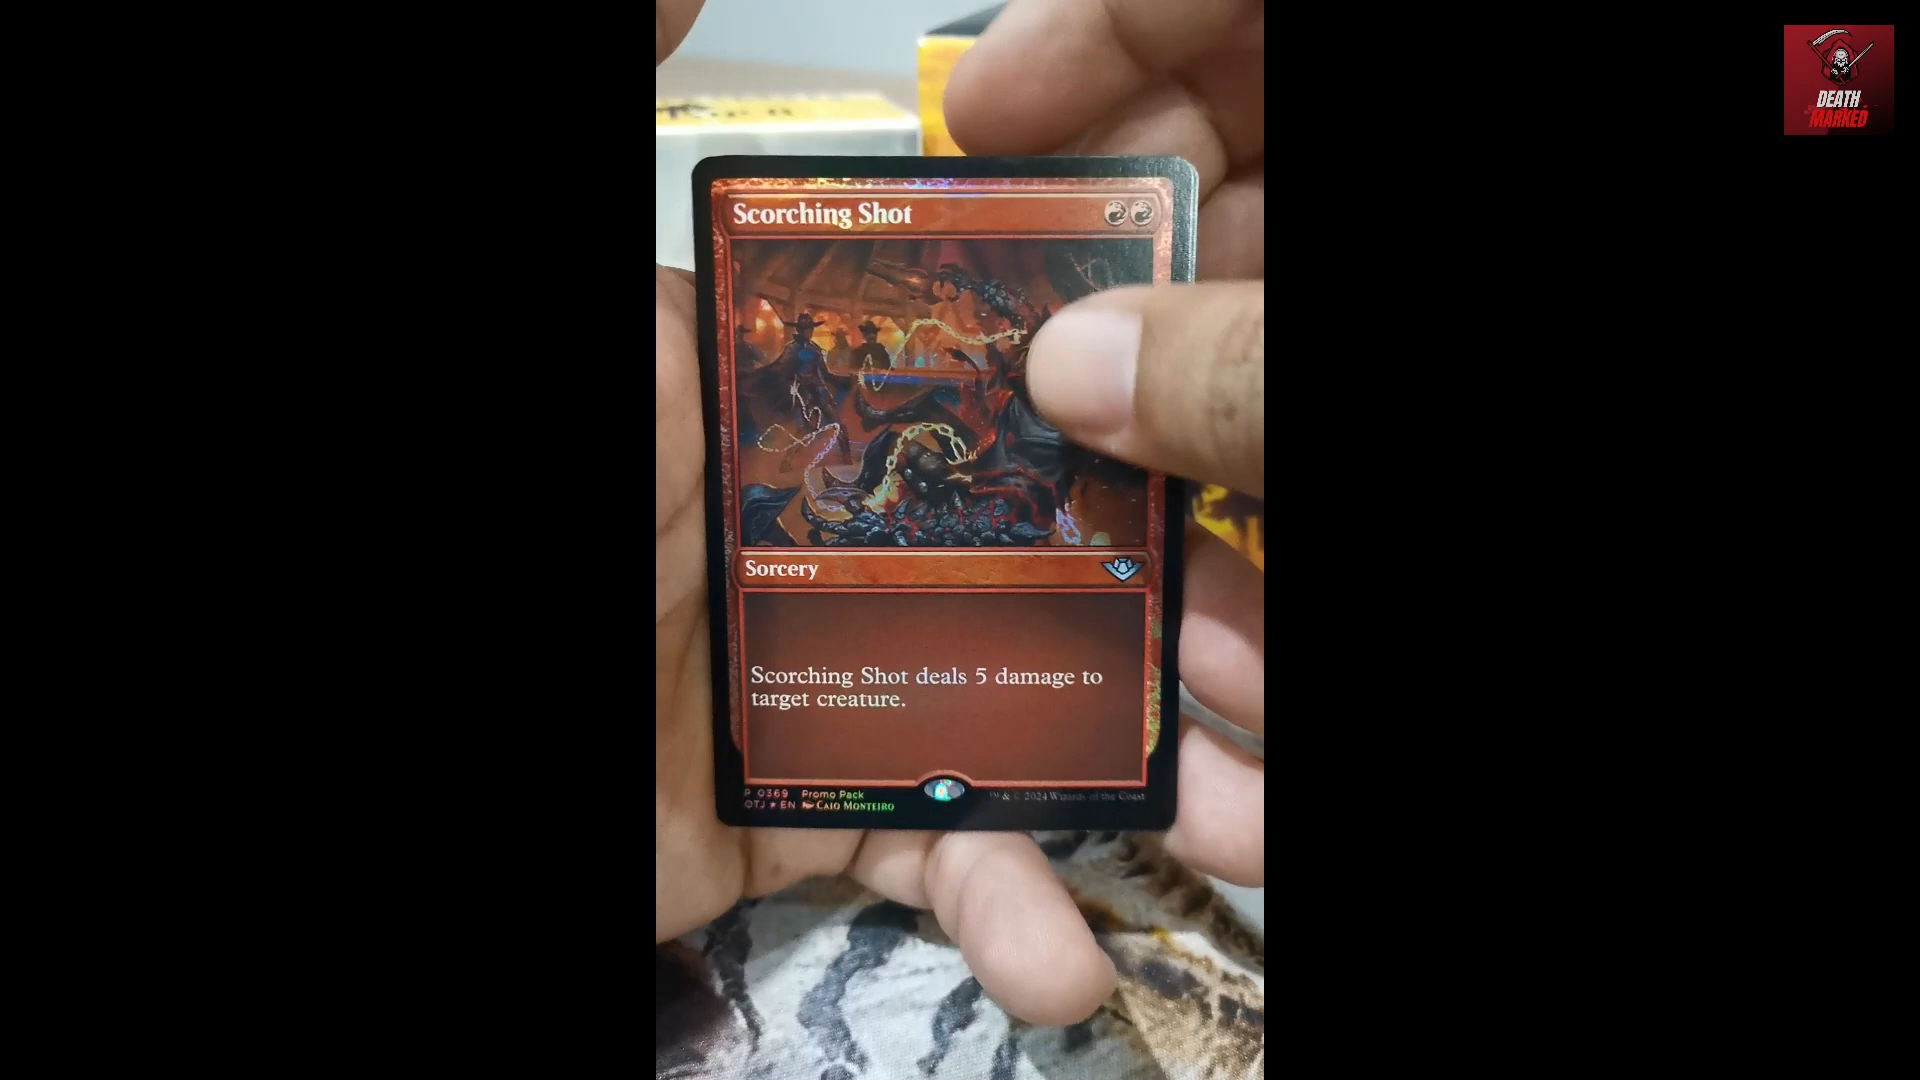 DEATH
MARKED
Scorching Shot
Sorcery
Scorching Shot deals 5 damage to
target creature.
P 0369 Promo Pack
OTJ ★ EN CAIO MONTEIRO
™ & © 2024 Wizards of the Coast